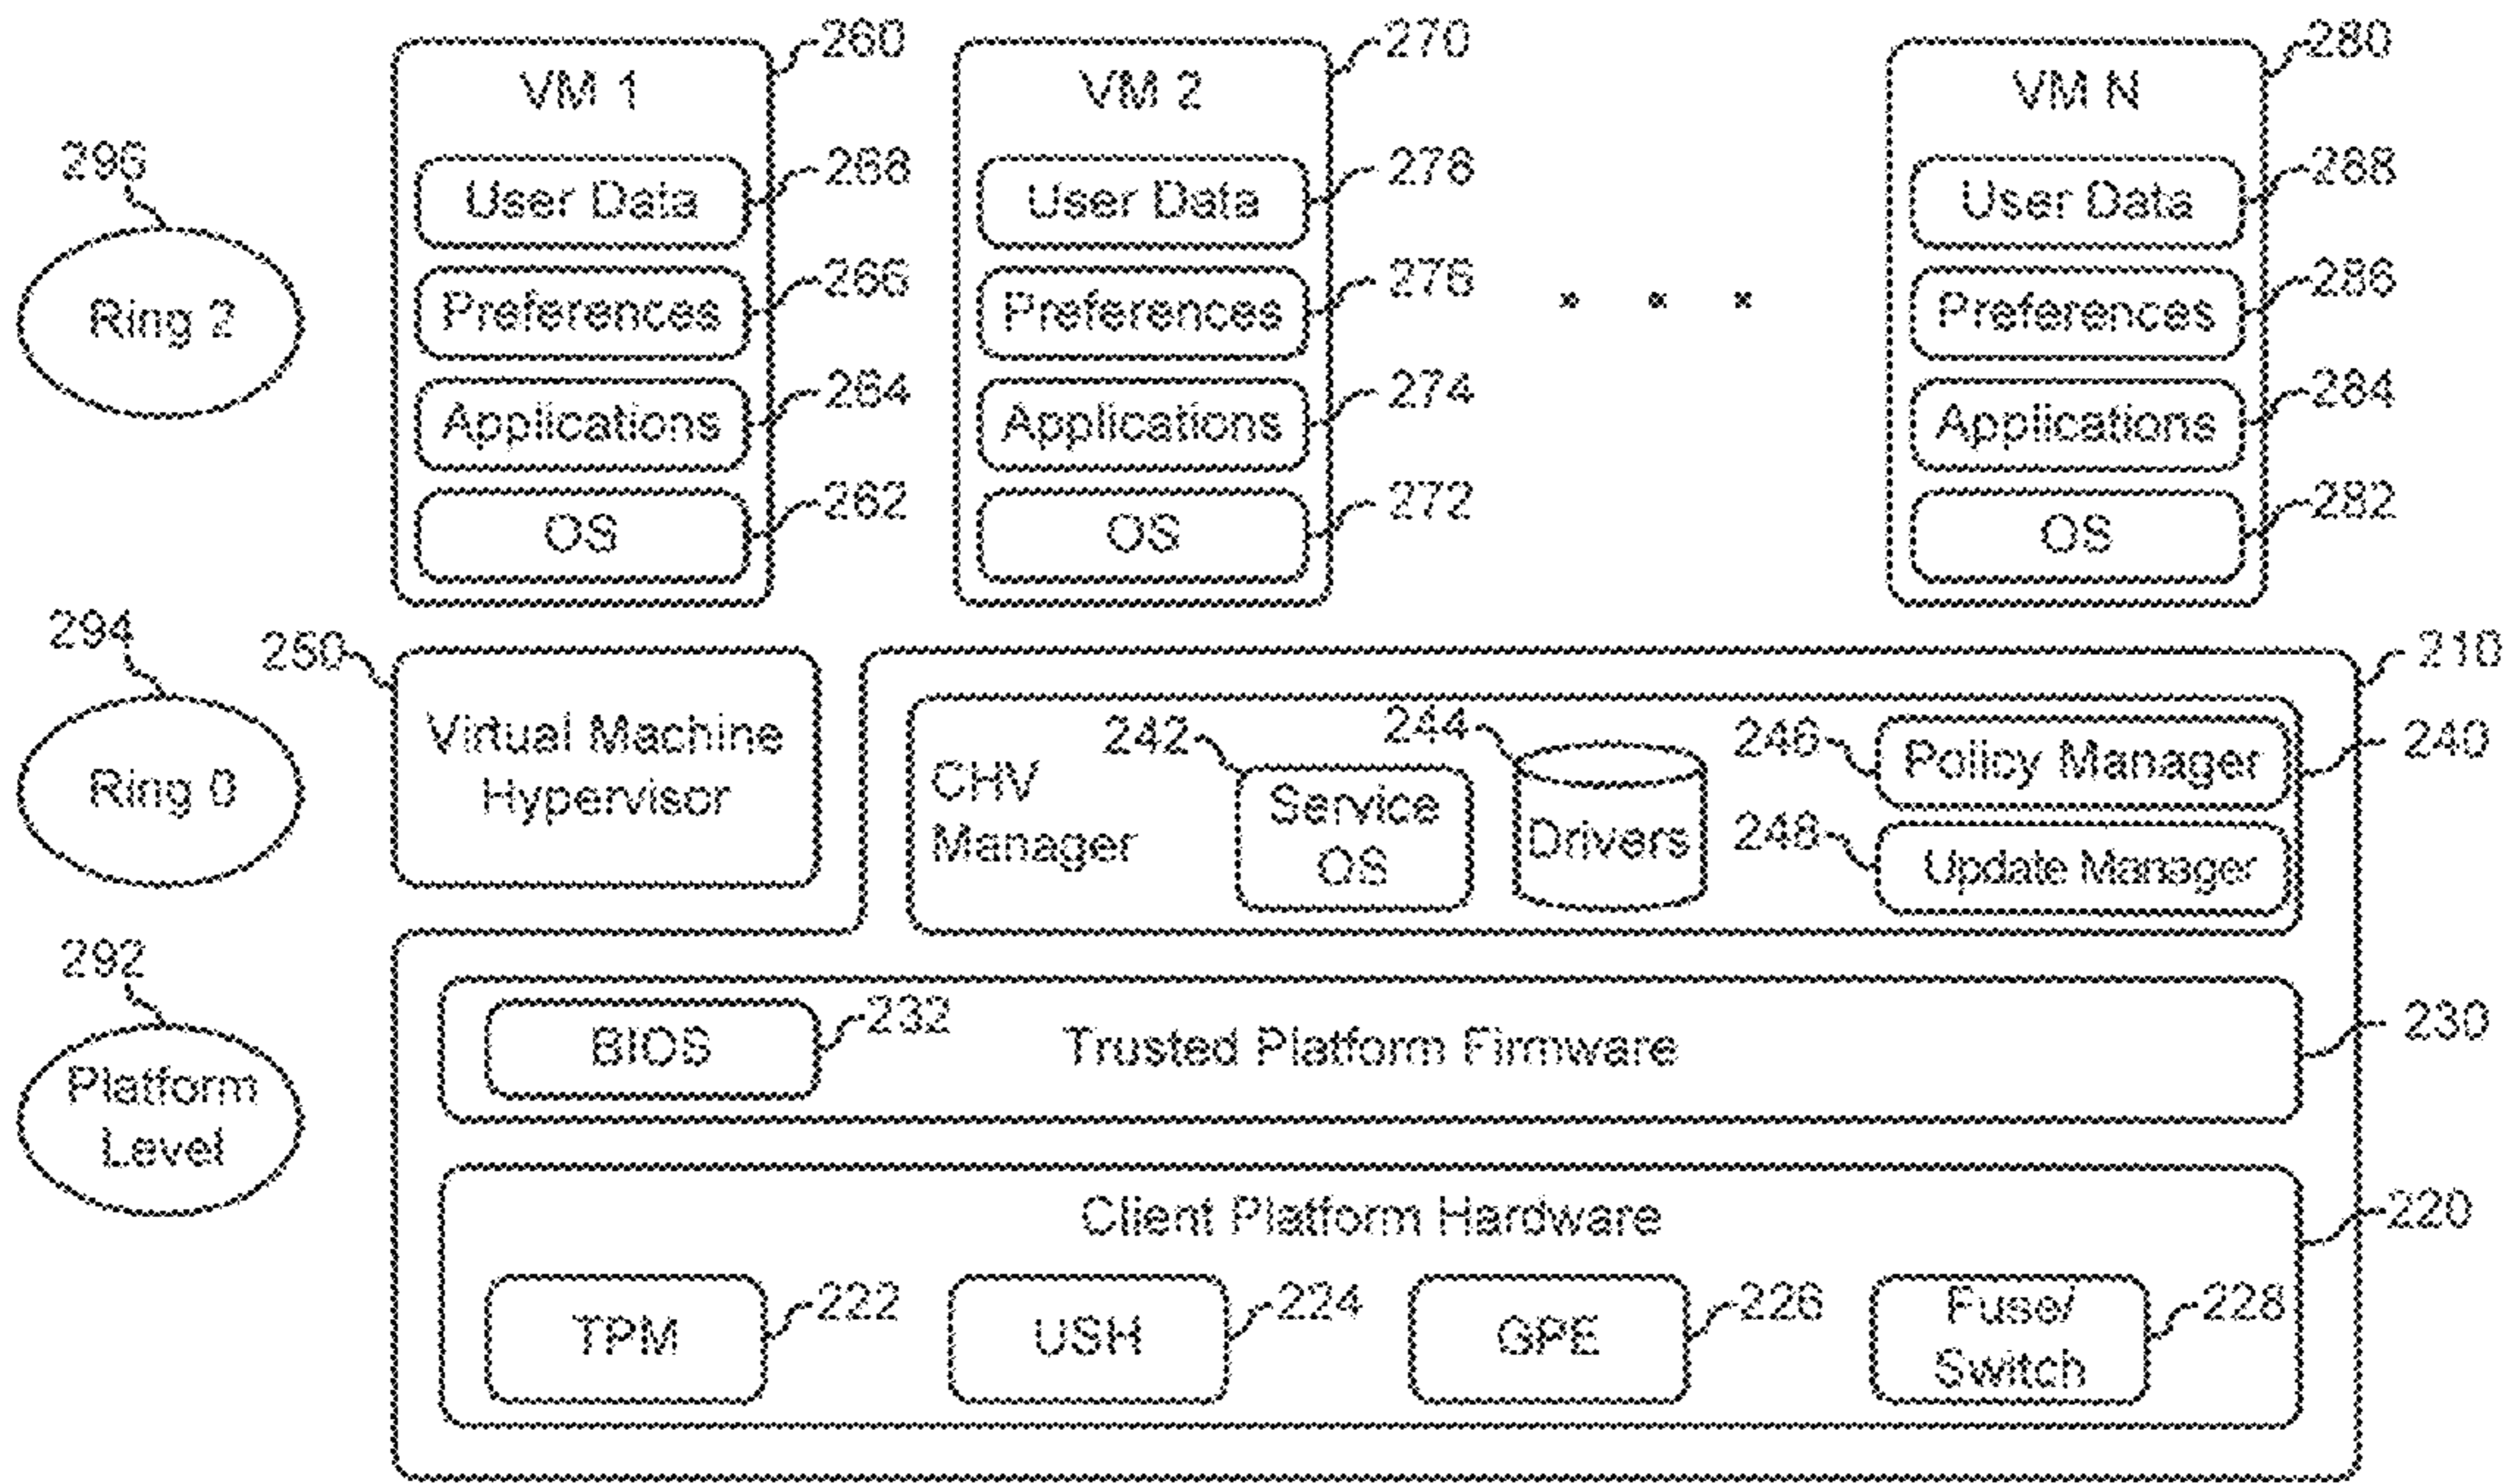 260
270
280
VM 1
VM 2
VM N
296
268
276
288
User Data
User Data
User Data
266
276
286
Ring 2
Preferences
Preferences
. . .
Preferences
264
274
284
Applications
Applications
Applications
262
272
282
OS
OS
OS
294
250
210
Virtual Machine
Hypervisor
242
244
246
Policy Manager
240
Ring 0
CHV
Manager
Service
OS
Drivers
248
Update Manager
292
BIOS
232
Trusted Platform Firmware
230
Platform
Level
Client Platform Hardware
220
TPM
222
USH
224
GPE
226
Fuse/
Switch
228